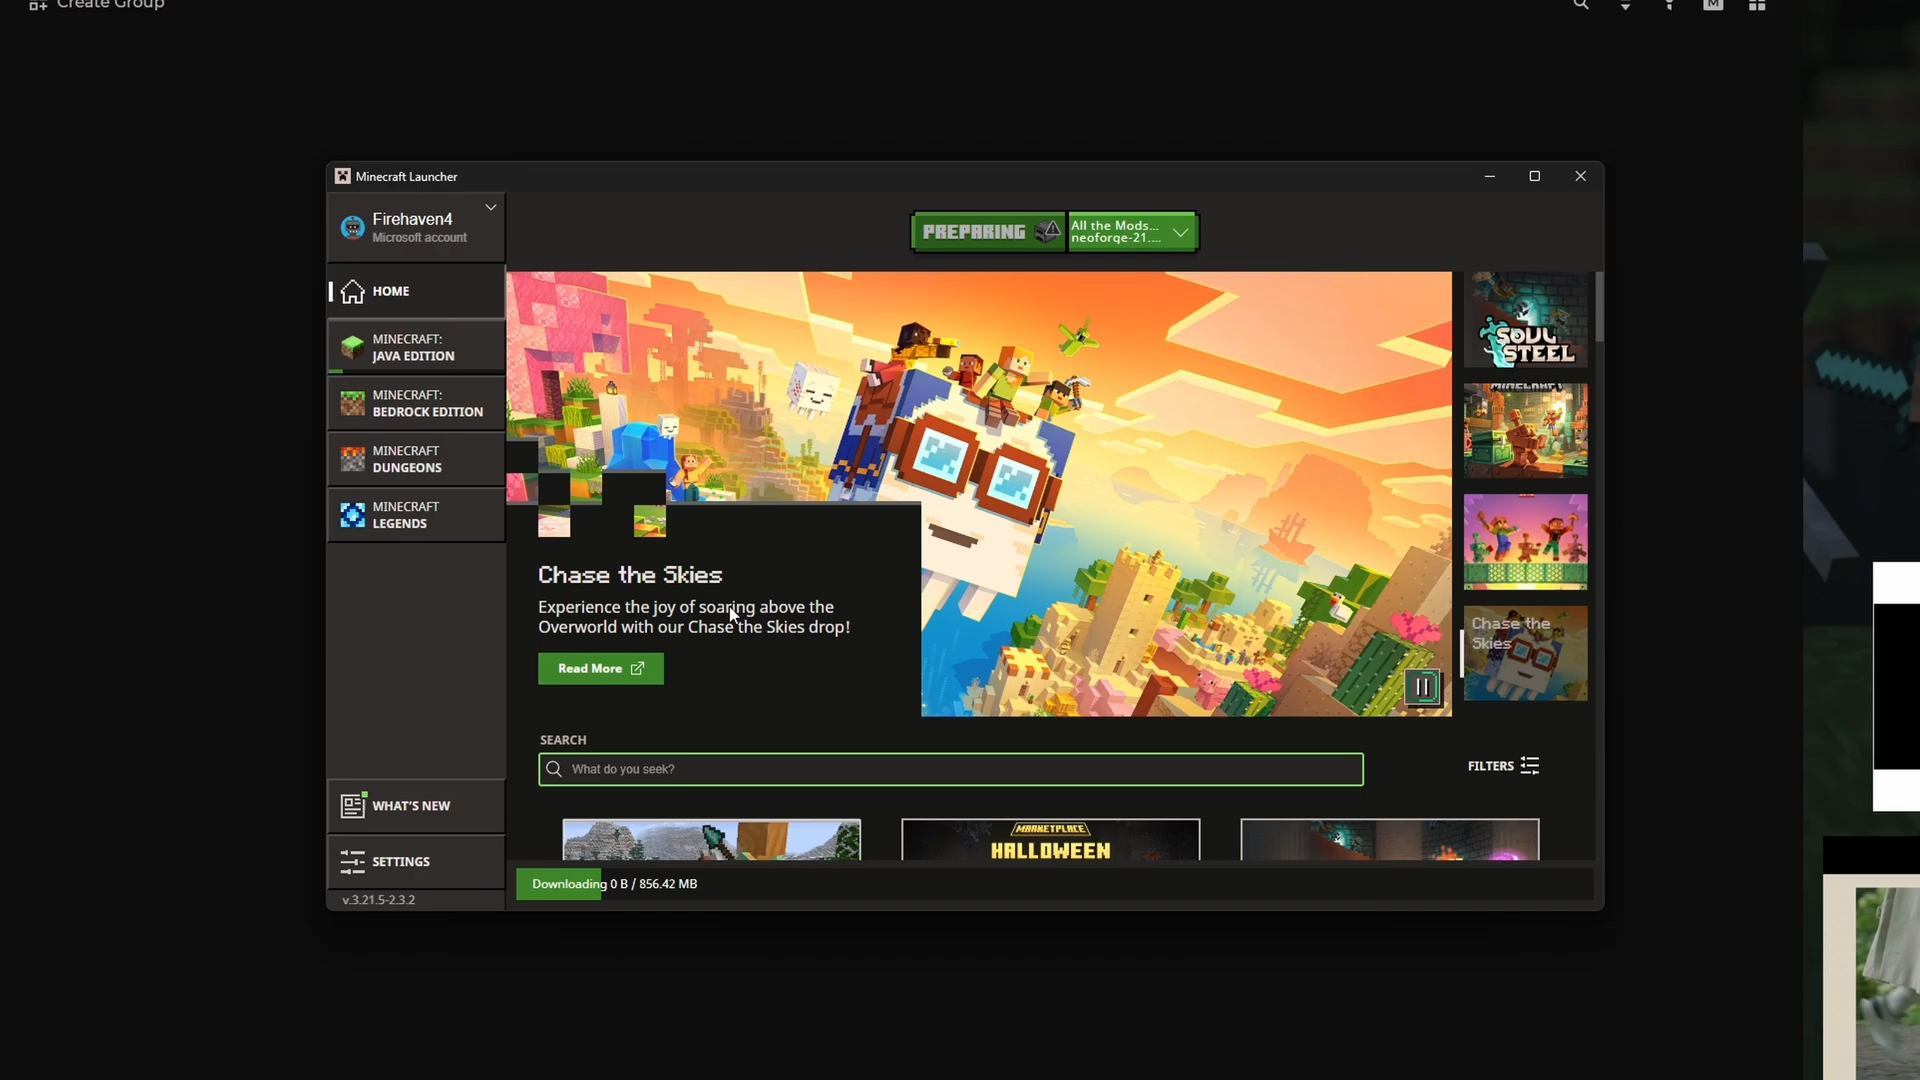 Create Group
M
Minecraft Launcher
Firehaven4
Microsoft account
PREPARING
All the Mods...
neoforge-21....
HOME
MINECRAFT:
JAVA EDITION
MINECRAFT:
BEDROCK EDITION
MINECRAFT
DUNGEONS
MINECRAFT
LEGENDS
SOUL
STEEL
MINECRAFT
Chase the Skies
Experience the joy of soaring above the
Overworld with our Chase the Skies drop!
Read More
Chase the
Skies
SEARCH
What do you seek?
FILTERS
MARKETPLACE
HALLOWEEN
WHAT'S NEW
SETTINGS
v.3.21.5-2.3.2
Downloading 0 B / 856.42 MB